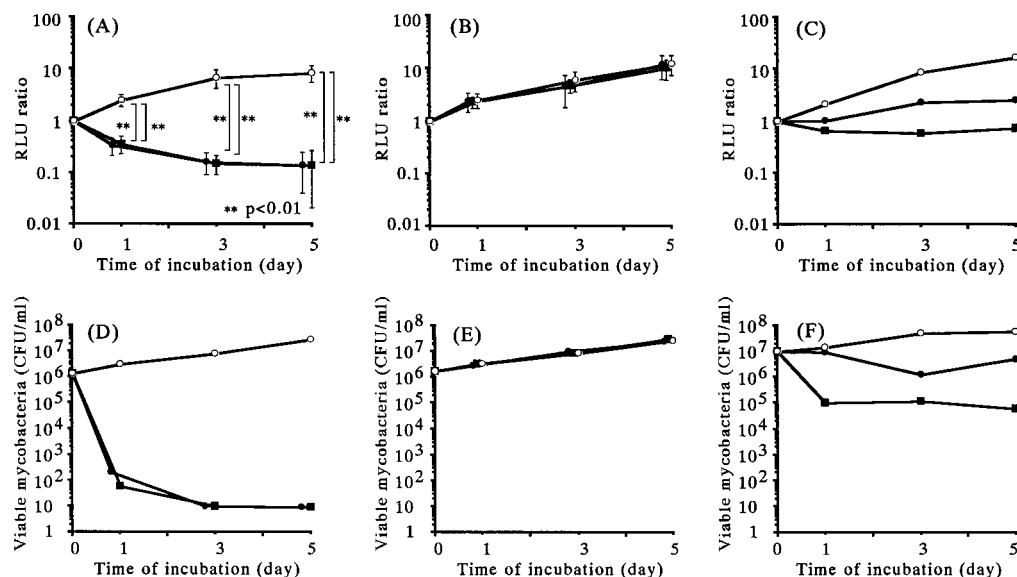 (A)
100
10
1
0.1
0.01
RLU ratio
** **
** **
** **
** p<0.01
0 1 3 5
Time of incubation (day)
(B)
100
10
1
0.1
0.01
RLU ratio
0 1 3 5
Time of incubation (day)
(C)
100
10
1
0.1
0.01
RLU ratio
0 1 3 5
Time of incubation (day)
(D)
10⁸
10⁷
10⁶
10⁵
10⁴
10³
10²
10
1
Viable mycobacteria (CFU/ml)
0 1 3 5
Time of incubation (day)
(E)
10⁸
10⁷
10⁶
10⁵
10⁴
10³
10²
10
1
Viable mycobacteria (CFU/ml)
0 1 3 5
Time of incubation (day)
(F)
10⁸
10⁷
10⁶
10⁵
10⁴
10³
10²
10
1
Viable mycobacteria (CFU/ml)
0 1 3 5
Time of incubation (day)